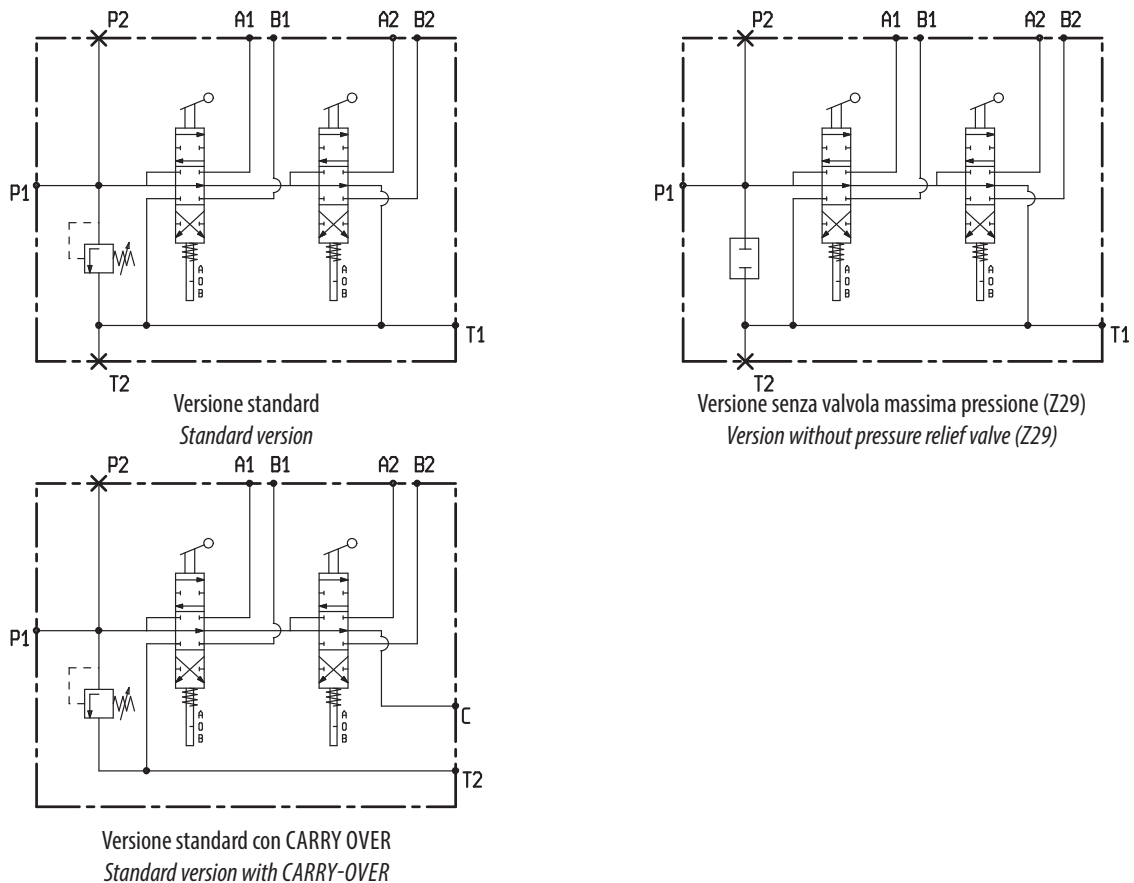 P2 A1 B1 A2 B2
P1
A
0
B
A
0
B
T1
T2
Versione standard
Standard version
P2 A1 B1 A2 B2
P1
A
0
B
A
0
B
T1
T2
Versione senza valvola massima pressione (Z29)
Version without pressure relief valve (Z29)
P2 A1 B1 A2 B2
P1
A
0
B
A
0
B
C
T2
Versione standard con CARRY OVER
Standard version with CARRY-OVER